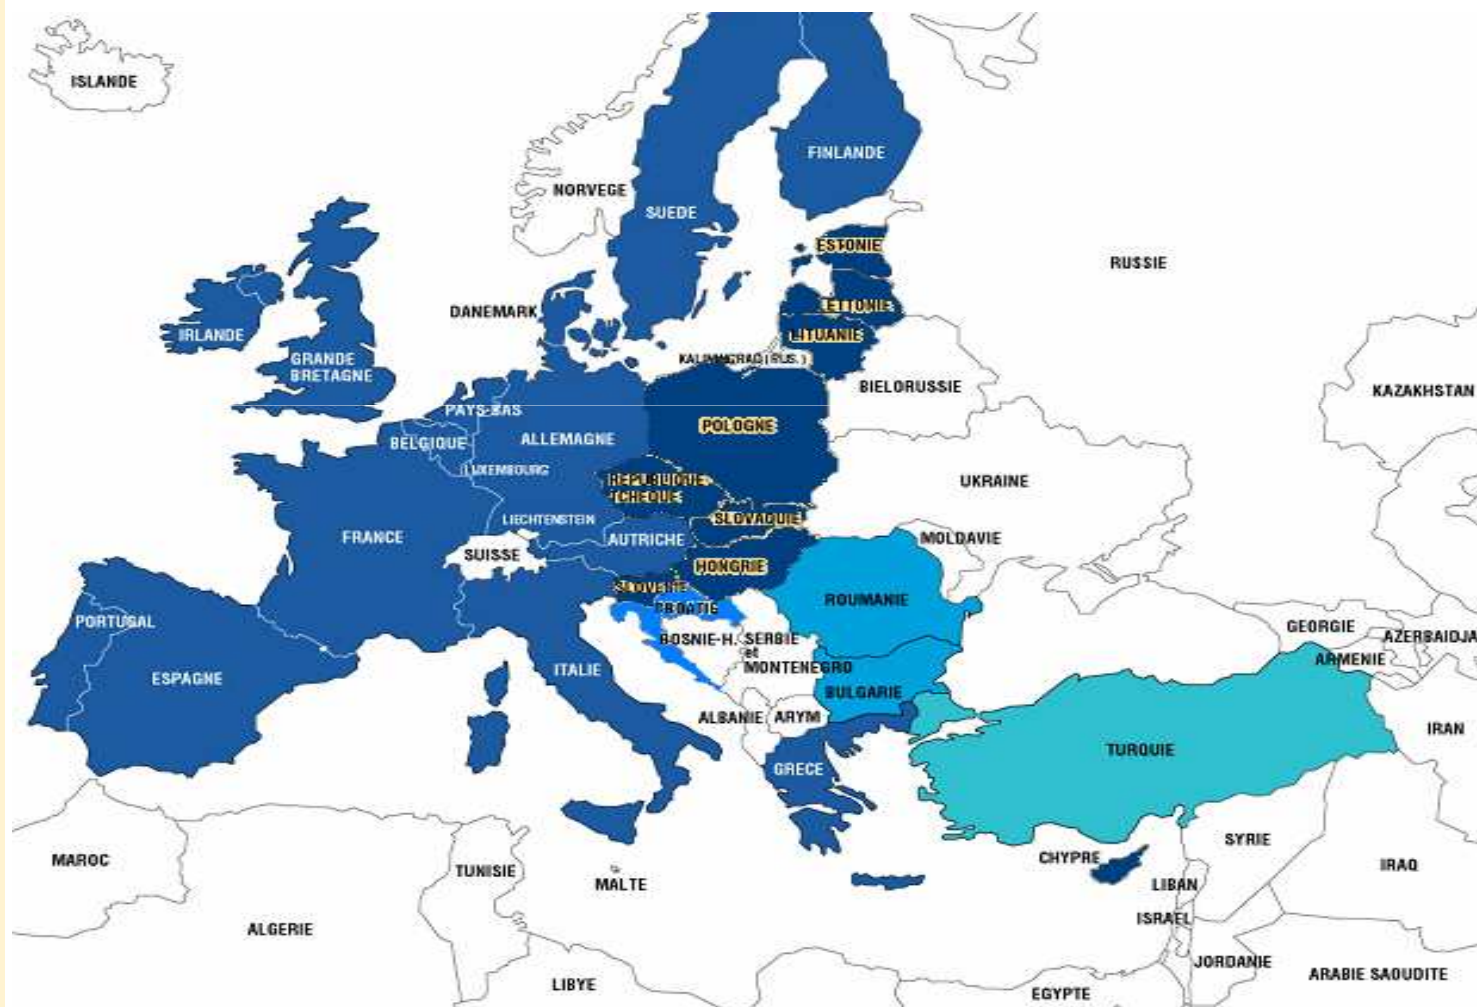 ISLANDE
FINLANDE
NORVEGE
SUEDE
ESTONIE
RUSSIE
LETTONIE
DANEMARK
IRLANDE
LITUANIE
GRANDE
BRETAGNE
KALININGRAD (RUS.)
BIELORUSSIE
KAZAKHSTAN
PAYS-BAS
POLOGNE
BELGIQUE
ALLEMAGNE
LUXEMBOURG
REPUBLIQUE
TCHEQUE
UKRAINE
LIECHTENSTEIN
SLOVAQUIE
FRANCE
AUTRICHE
MOLDAVIE
SUISSE
HONGRIE
SLOVENIE
ROUMANIE
CROATIE
PORTUGAL
GEORGIE
AZERBAIDJA
BOSNIE-H.
SERBIE
et
MONTENEGRO
ARMENIE
ITALIE
ESPAGNE
BULGARIE
ALBANIE
ARYM
IRAN
TURQUIE
GRECE
SYRIE
MAROC
CHYPRE
IRAQ
TUNISIE
MALTE
LIBAN
ISRAEL
ALGERIE
JORDANIE
ARABIE SAOUDITE
LIBYE
EGYPTE